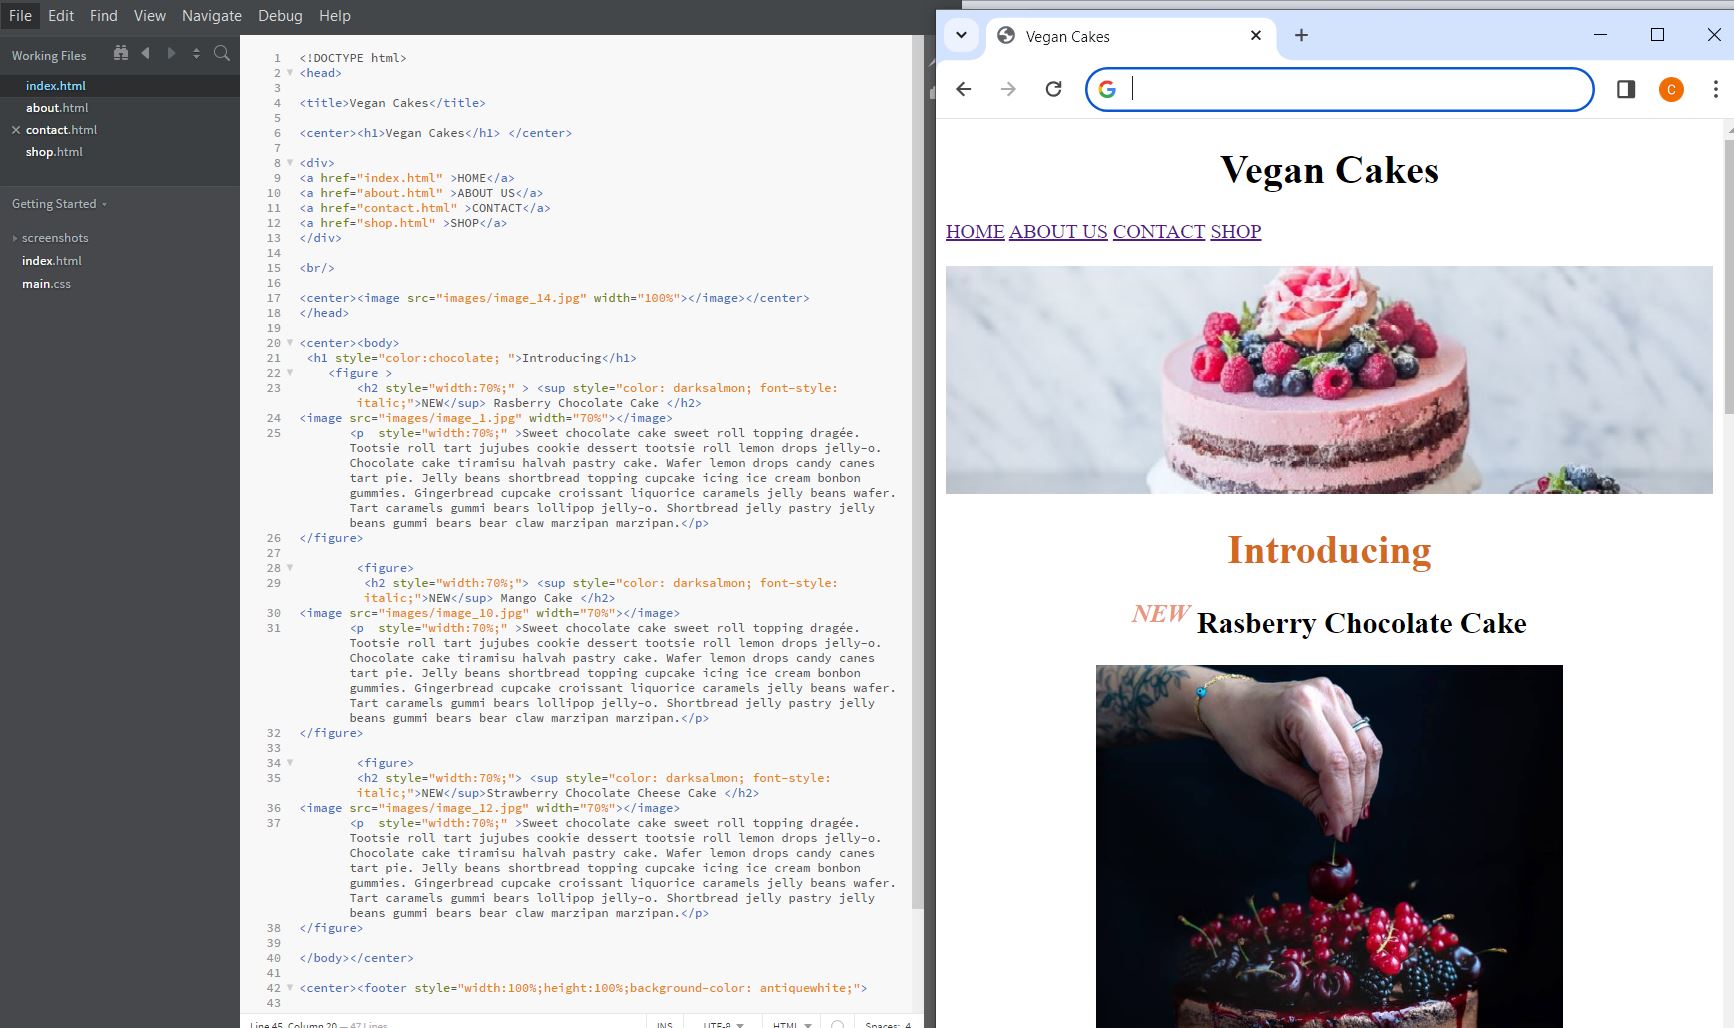 File Edit Find View Navigate Debug Help
Working Files
index.html
about.html
contact.html
shop.html
Getting Started
screenshots
index.html
main.css
1 <!DOCTYPE html>
2 <head>
3
4 <title>Vegan Cakes</title>
5
6 <center><h1>Vegan Cakes</h1> </center>
7
8 <div>
9 <a href="index.html" >HOME</a>
10 <a href="about.html" >ABOUT US</a>
11 <a href="contact.html" >CONTACT</a>
12 <a href="shop.html" >SHOP</a>
13 </div>
14
15 <br/>
16
17 <center><image src="images/image_14.jpg" width="100%"></image></center>
18 </head>
19
20 <center><body>
21 <h1 style="color:chocolate; ">Introducing</h1>
22 <figure >
23 <h2 style="width:70%;" > <sup style="color: darksalmon; font-style:
italic;">NEW</sup> Rasberry Chocolate Cake </h2>
24 <image src="images/image_1.jpg" width="70%"></image>
25 <p  style="width:70%;" >Sweet chocolate cake sweet roll topping dragée.
Tootsie roll tart jujubes cookie dessert tootsie roll lemon drops jelly-o.
Chocolate cake tiramisu halvah pastry cake. Wafer lemon drops candy canes
tart pie. Jelly beans shortbread topping cupcake icing ice cream bonbon
gummies. Gingerbread cupcake croissant liquorice caramels jelly beans wafer.
Tart caramels gummi bears lollipop jelly-o. Shortbread jelly pastry jelly
beans gummi bears bear claw marzipan marzipan.</p>
26 </figure>
27
28 <figure>
29 <h2 style="width:70%;"> <sup style="color: darksalmon; font-style:
italic;">NEW</sup> Mango Cake </h2>
30 <image src="images/image_10.jpg" width="70%"></image>
31 <p  style="width:70%;" >Sweet chocolate cake sweet roll topping dragée.
Tootsie roll tart jujubes cookie dessert tootsie roll lemon drops jelly-o.
Chocolate cake tiramisu halvah pastry cake. Wafer lemon drops candy canes
tart pie. Jelly beans shortbread topping cupcake icing ice cream bonbon
gummies. Gingerbread cupcake croissant liquorice caramels jelly beans wafer.
Tart caramels gummi bears lollipop jelly-o. Shortbread jelly pastry jelly
beans gummi bears bear claw marzipan marzipan.</p>
32 </figure>
33
34 <figure>
35 <h2 style="width:70%;"> <sup style="color: darksalmon; font-style:
italic;">NEW</sup>Strawberry Chocolate Cheese Cake </h2>
36 <image src="images/image_12.jpg" width="70%"></image>
37 <p  style="width:70%;" >Sweet chocolate cake sweet roll topping dragée.
Tootsie roll tart jujubes cookie dessert tootsie roll lemon drops jelly-o.
Chocolate cake tiramisu halvah pastry cake. Wafer lemon drops candy canes
tart pie. Jelly beans shortbread topping cupcake icing ice cream bonbon
gummies. Gingerbread cupcake croissant liquorice caramels jelly beans wafer.
Tart caramels gummi bears lollipop jelly-o. Shortbread jelly pastry jelly
beans gummi bears bear claw marzipan marzipan.</p>
38 </figure>
39
40 </body></center>
41
42 <center><footer style="width:100%;height:100%;background-color: antiquewhite;">
43
Line 45, Column 20 — 47 Lines INS UTF-8 HTML Spaces: 4
Vegan Cakes
C
Vegan Cakes
HOME ABOUT US CONTACT SHOP
Introducing
NEW Rasberry Chocolate Cake